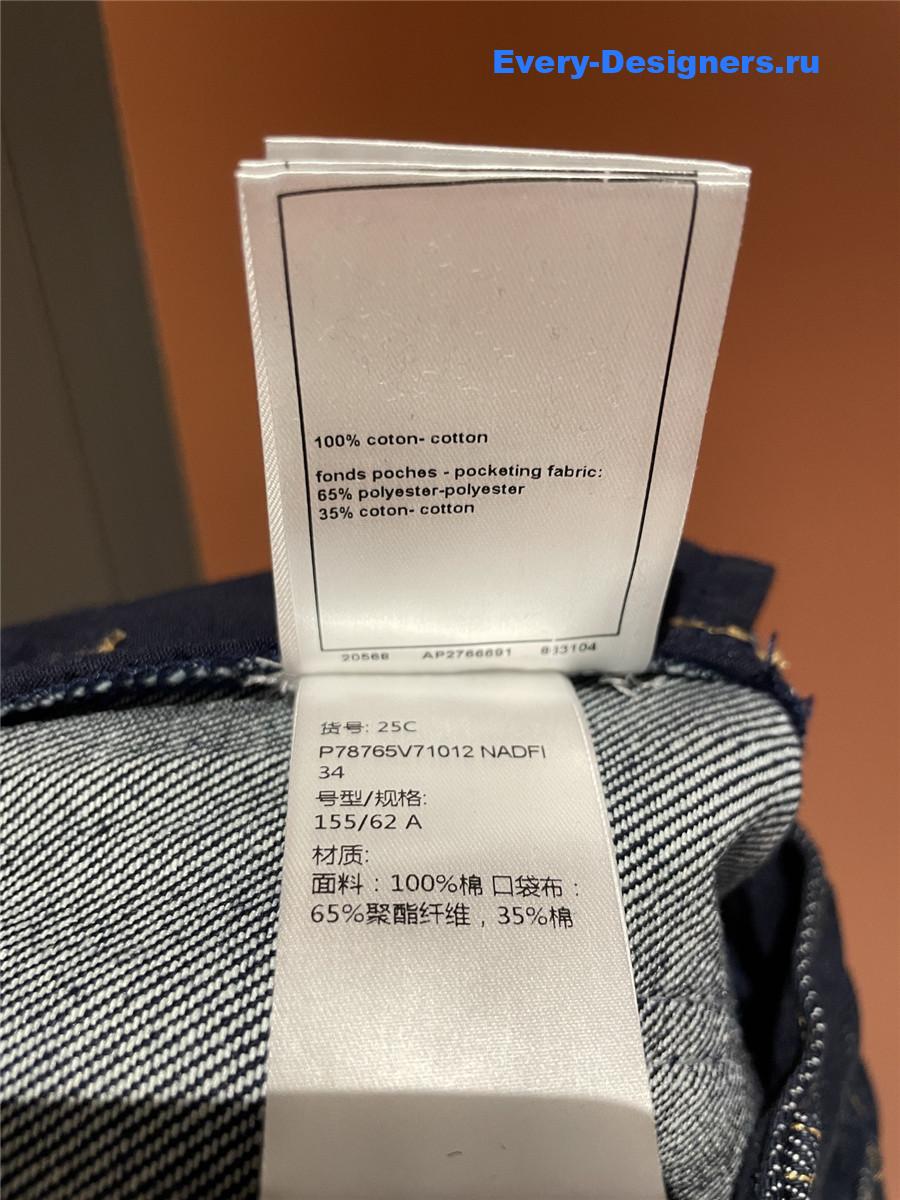 Every-Designers.ru
100% coton- cotton
fonds poches - pocketing fabric:
65% polyester-polyester
35% coton- cotton
20568 AP2766691
货号: 25C
P78765V71012 NADFI
34
号型/规格:
155/62 A
材质:
面料：100%棉 口袋布：
65%聚酯纤维，35%棉